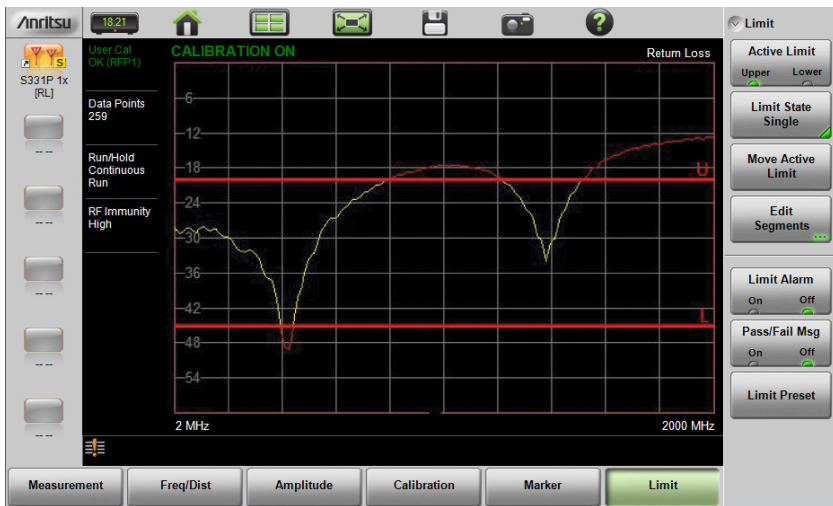 Anritsu
18:21
?
Limit
S
S331P 1x
[RL]
-- --
-- --
-- --
-- --
-- --
User Cal
OK (RFP1)
Data Points
259
Run/Hold
Continuous
Run
RF Immunity
High
CALIBRATION ON
Return Loss
-6
-12
-18
-24
-30
-36
-42
-48
-54
U
L
2 MHz
2000 MHz
Active Limit
Upper Lower
Limit State
Single
Move Active
Limit
Edit
Segments
Limit Alarm
On Off
Pass/Fail Msg
On Off
Limit Preset
Measurement
Freq/Dist
Amplitude
Calibration
Marker
Limit